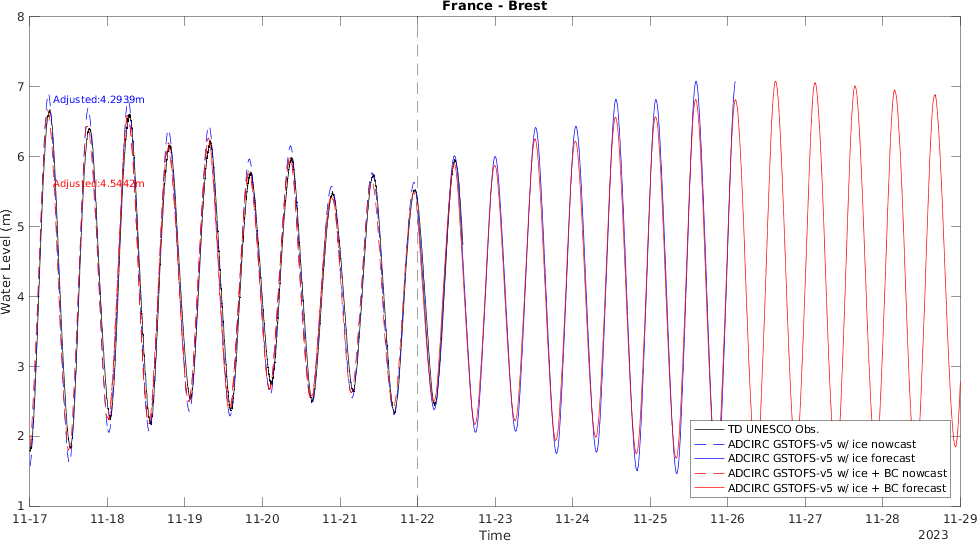 France - Brest
8
7
6
5
4
3
2
1
Water Level (m)
Adjusted:4.2939m
Adjusted:4.5442m
TD UNESCO Obs.
ADCIRC GSTOFS-v5 w/ ice nowcast
ADCIRC GSTOFS-v5 w/ ice forecast
ADCIRC GSTOFS-v5 w/ ice + BC nowcast
ADCIRC GSTOFS-v5 w/ ice + BC forecast
11-17 11-18 11-19 11-20 11-21 11-22 11-23 11-24 11-25 11-26 11-27 11-28 11-29
Time
2023